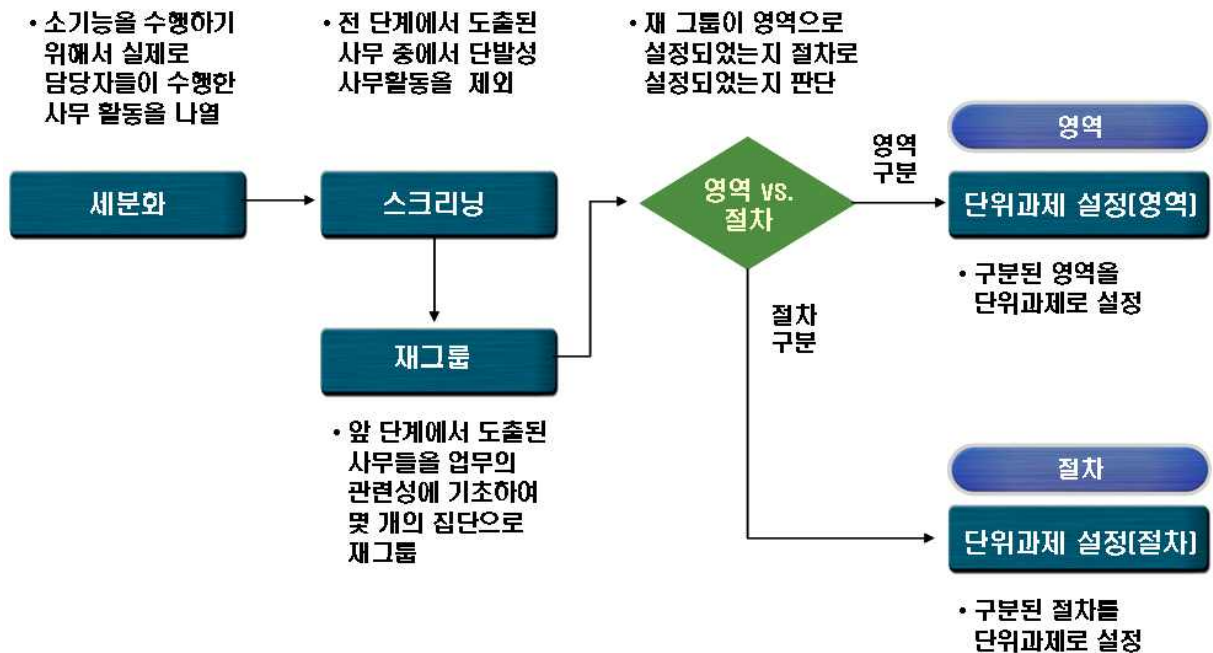 • 소기능을 수행하기
위해서 실제로
담당자들이 수행한
사무 활동을 나열
• 전 단계에서 도출된
사무 중에서 단발성
사무활동을 제외
• 재 그룹이 영역으로
설정되었는지 절차로
설정되었는지 판단
세분화
스크리닝
재그룹
• 앞 단계에서 도출된
사무들을 업무의
관련성에 기초하여
몇 개의 집단으로
재그룹
영역 vs.
절차
영역
구분
영역
단위과제 설정(영역)
• 구분된 영역을
단위과제로 설정
절차
구분
절차
단위과제 설정(절차)
• 구분된 절차를
단위과제로 설정